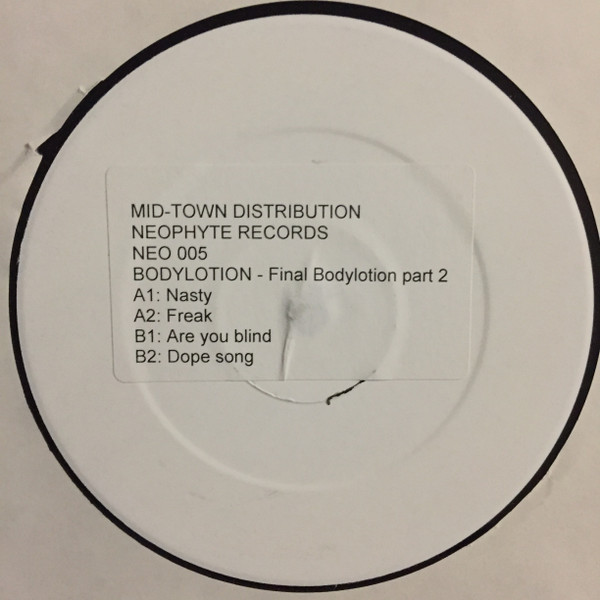 MID-TOWN DISTRIBUTION
NEOPHYTE RECORDS
NEO 005
BODYLOTION - Final Bodylotion part 2
A1: Nasty
A2: Freak
B1: Are you blind
B2: Dope song